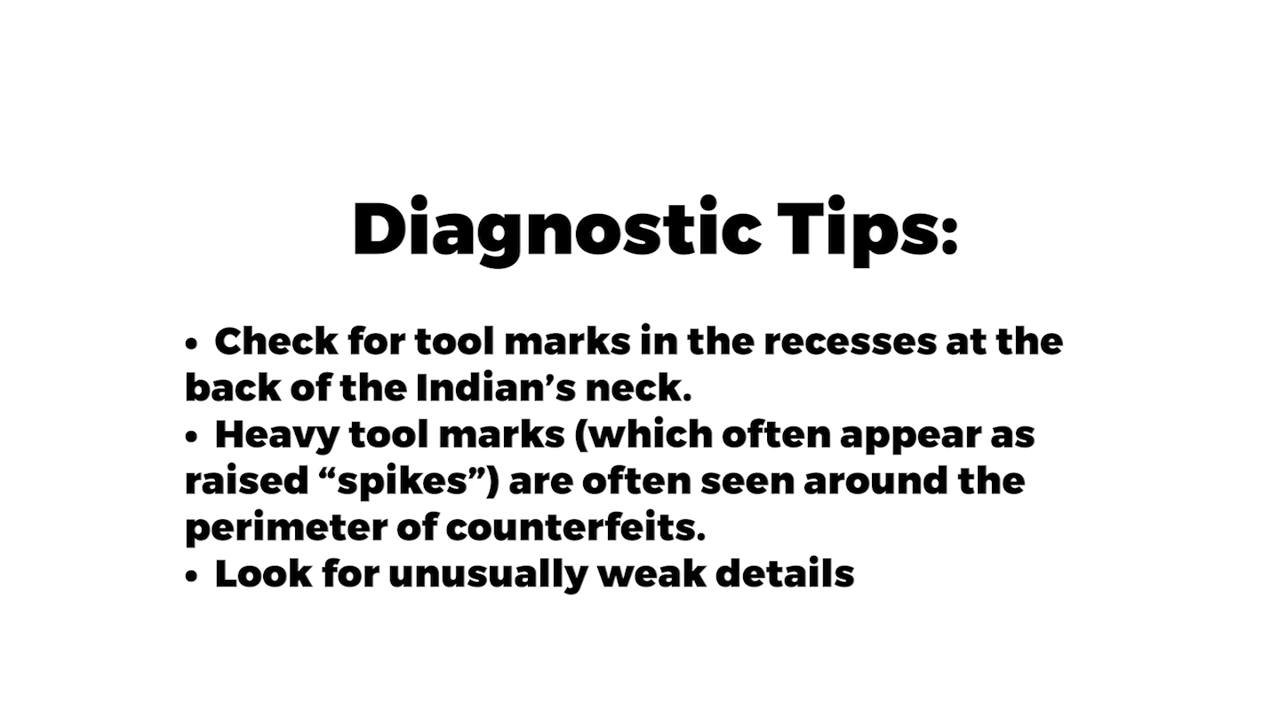 Diagnostic Tips:
• Check for tool marks in the recesses at the
back of the Indian’s neck.
• Heavy tool marks (which often appear as
raised “spikes”) are often seen around the
perimeter of counterfeits.
• Look for unusually weak details